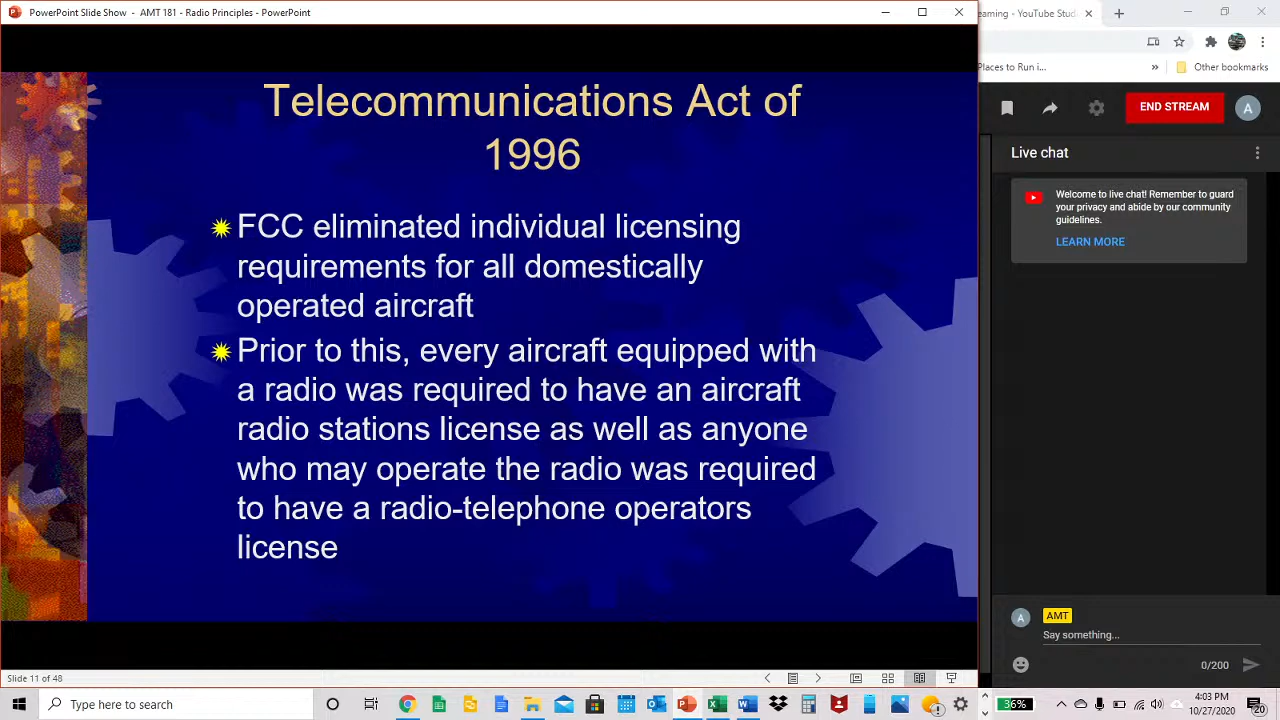 PowerPoint Slide Show - AMT 181 - Radio Principles - PowerPoint
eaming - YouTube Stud
Places to Run i...
Other bookmarks
Telecommunications Act of
1996
FCC eliminated individual licensing
requirements for all domestically
operated aircraft
Prior to this, every aircraft equipped with
a radio was required to have an aircraft
radio stations license as well as anyone
who may operate the radio was required
to have a radio-telephone operators
license
END STREAM
A
Live chat
Welcome to live chat! Remember to guard
your privacy and abide by our community
guidelines.
LEARN MORE
A
AMT
Say something...
0/200
Slide 11 of 48
Type here to search
36%
4:03 PM
10/27/2020
20